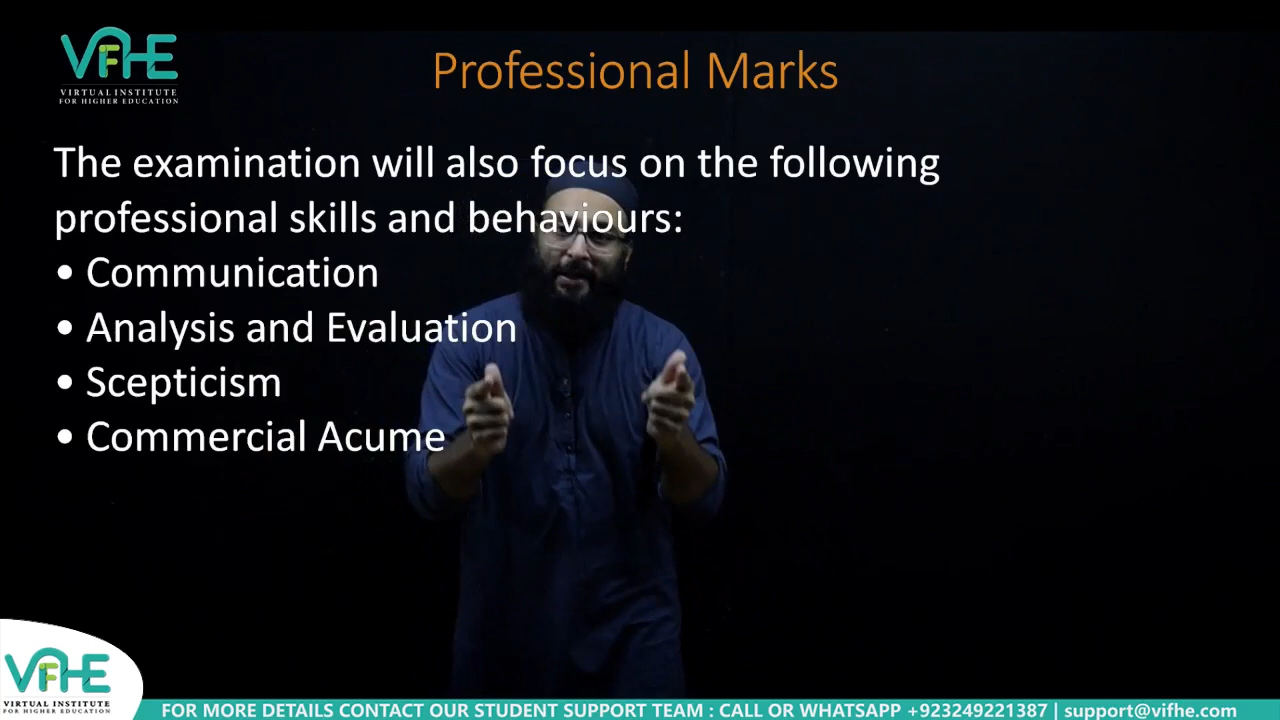 VIFHE
VIRTUAL INSTITUTE
FOR HIGHER EDUCATION
Professional Marks
The examination will also focus on the following
professional skills and behaviours:
• Communication
• Analysis and Evaluation
• Scepticism
• Commercial Acume
VIFHE
VIRTUAL INSTITUTE
FOR HIGHER EDUCATION
FOR MORE DETAILS CONTACT OUR STUDENT SUPPORT TEAM : CALL OR WHATSAPP +923249221387 | support@vifhe.com